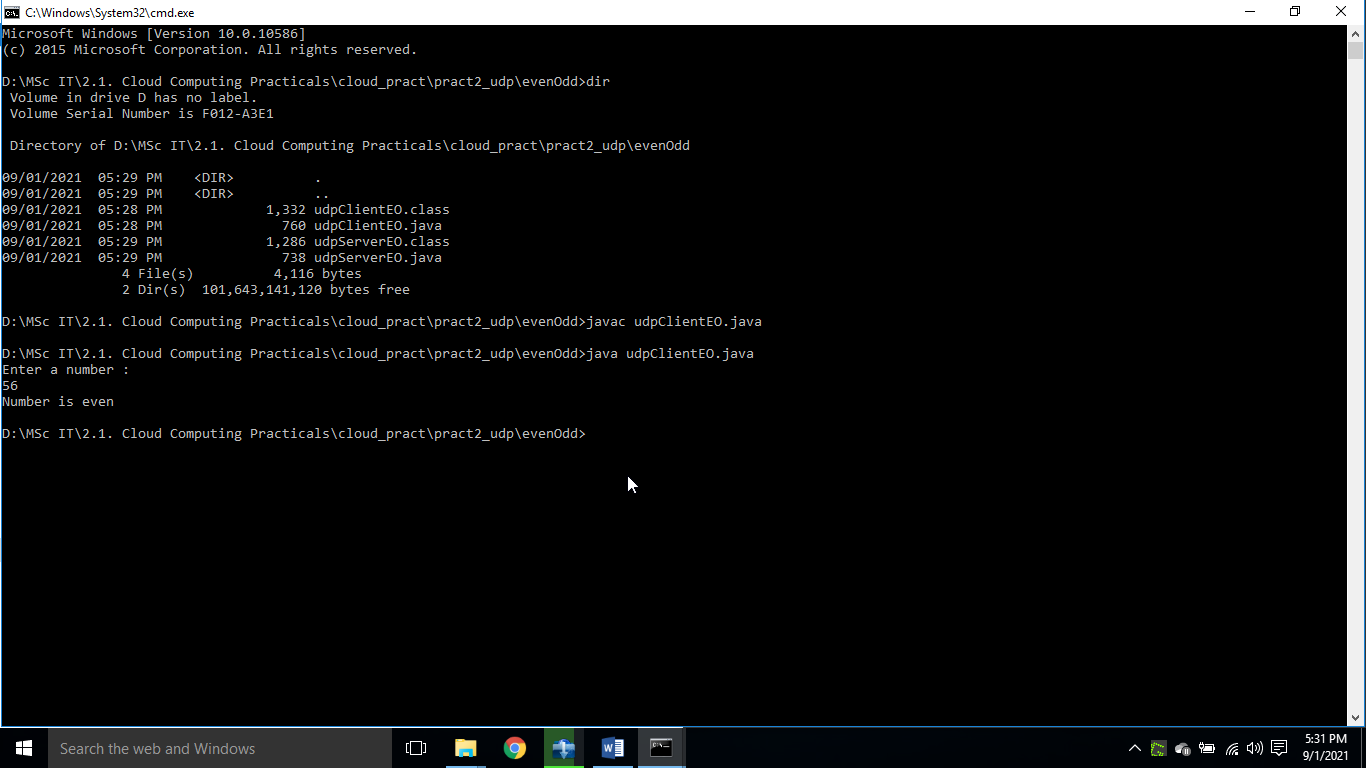 C:\Windows\System32\cmd.exe
Microsoft Windows [Version 10.0.10586]
(c) 2015 Microsoft Corporation. All rights reserved.
D:\MSc IT\2.1. Cloud Computing Practicals\cloud_pract\pract2_udp\evenOdd>dir
 Volume in drive D has no label.
 Volume Serial Number is F012-A3E1
 Directory of D:\MSc IT\2.1. Cloud Computing Practicals\cloud_pract\pract2_udp\evenOdd
09/01/2021  05:29 PM    <DIR>          .
09/01/2021  05:29 PM    <DIR>          ..
09/01/2021  05:28 PM             1,332 udpClientEO.class
09/01/2021  05:28 PM               760 udpClientEO.java
09/01/2021  05:29 PM             1,286 udpServerEO.class
09/01/2021  05:29 PM               738 udpServerEO.java
               4 File(s)          4,116 bytes
               2 Dir(s)  101,643,141,120 bytes free
D:\MSc IT\2.1. Cloud Computing Practicals\cloud_pract\pract2_udp\evenOdd>javac udpClientEO.java
D:\MSc IT\2.1. Cloud Computing Practicals\cloud_pract\pract2_udp\evenOdd>java udpClientEO.java
Enter a number :
56
Number is even
D:\MSc IT\2.1. Cloud Computing Practicals\cloud_pract\pract2_udp\evenOdd>
Search the web and Windows
5:31 PM
9/1/2021